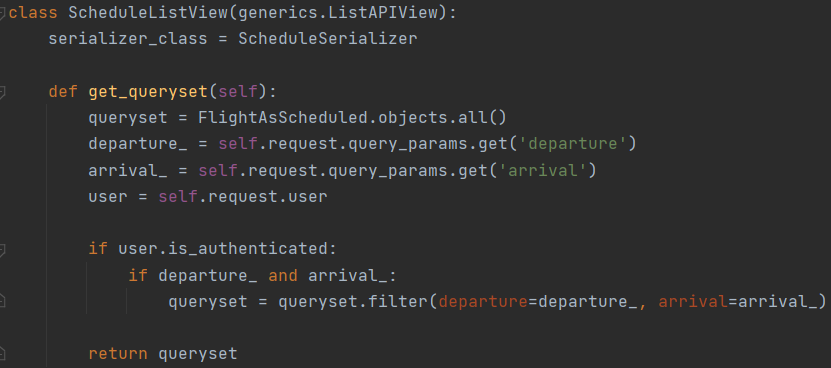 class ScheduleListView(generics.ListAPIView):
    serializer_class = ScheduleSerializer

    def get_queryset(self):
        queryset = FlightAsScheduled.objects.all()
        departure_ = self.request.query_params.get('departure')
        arrival_ = self.request.query_params.get('arrival')
        user = self.request.user

        if user.is_authenticated:
            if departure_ and arrival_:
                queryset = queryset.filter(departure=departure_, arrival=arrival_)

        return queryset